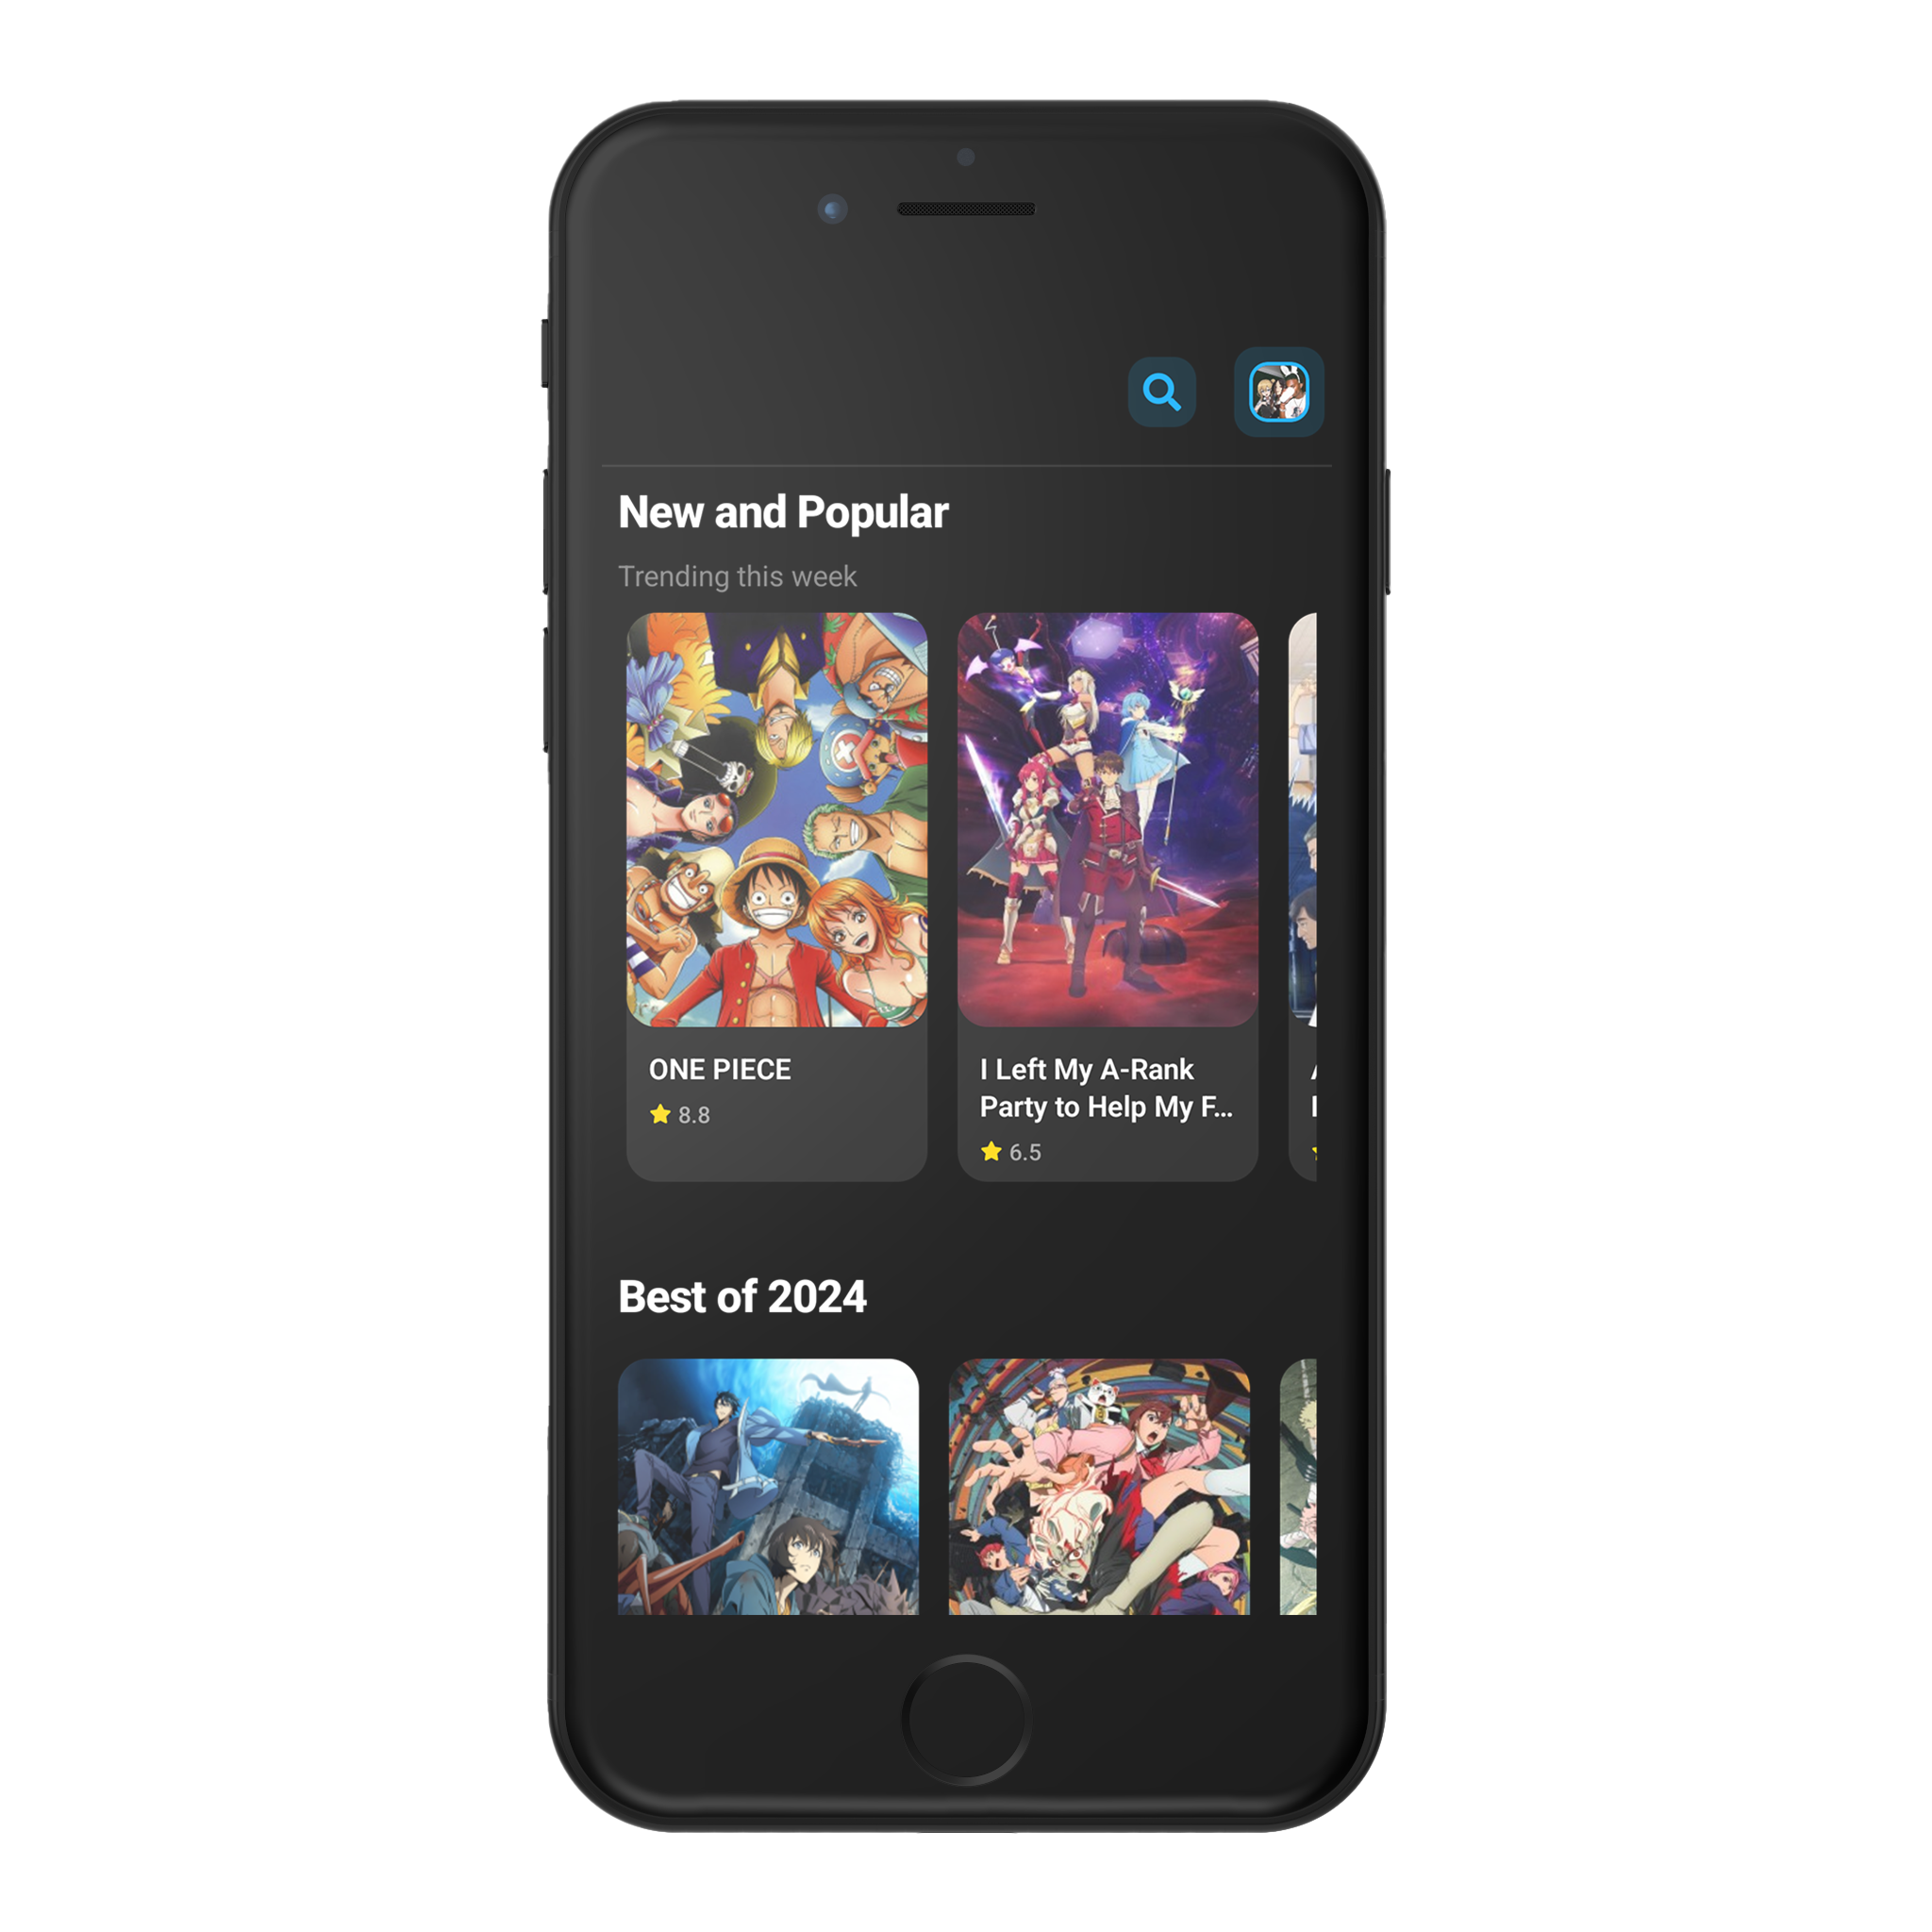 New and Popular
Trending this week
ONE PIECE
8.8
I Left My A-Rank
Party to Help My F...
6.5
Best of 2024